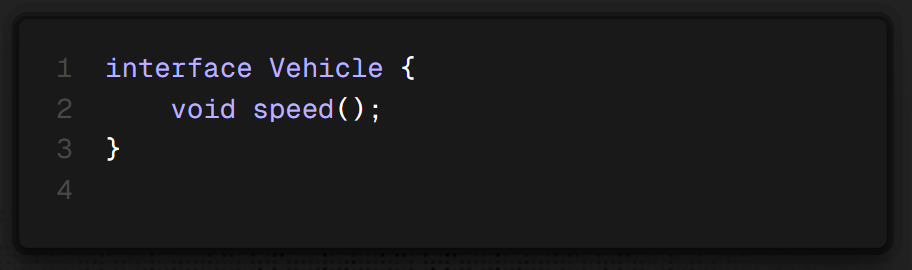 1 interface Vehicle {
2     void speed();
3 }
4